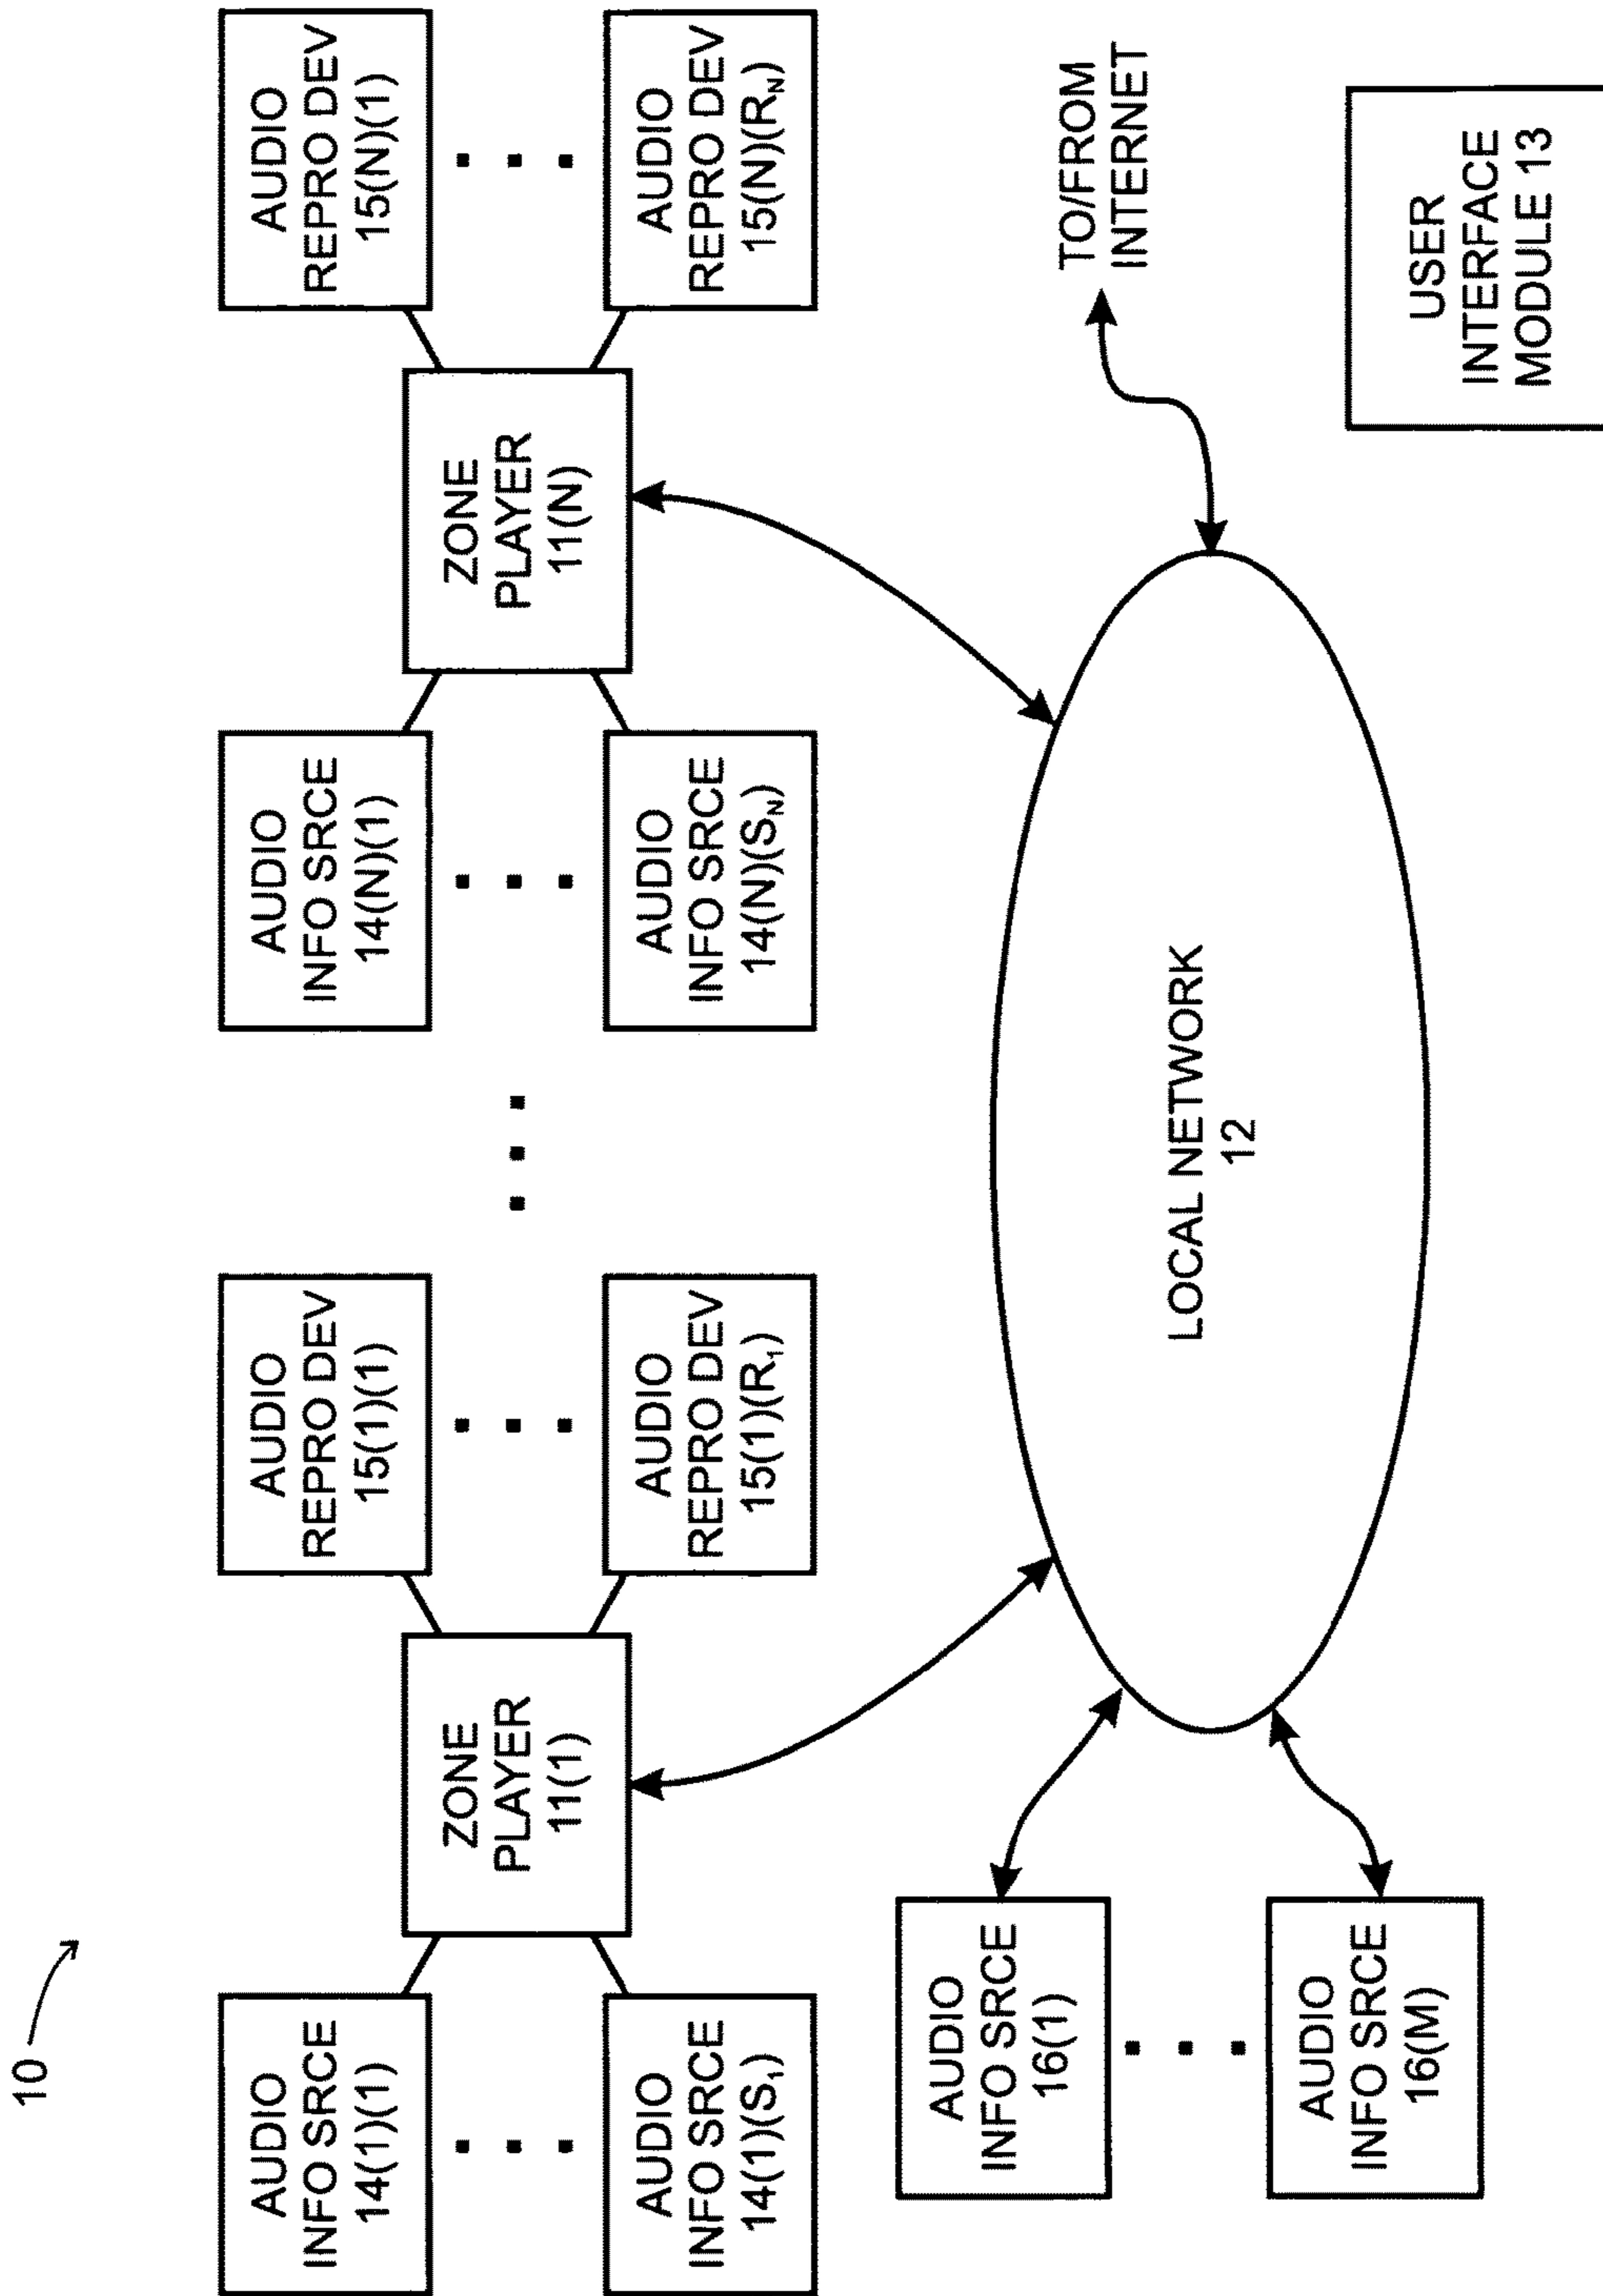 10
AUDIO
INFO SRCE
14(1)(1)
AUDIO
INFO SRCE
14(1)(S₁)
ZONE
PLAYER
11(1)
AUDIO
REPRO DEV
15(1)(1)
AUDIO
REPRO DEV
15(1)(R₁)
AUDIO
INFO SRCE
14(N)(1)
AUDIO
INFO SRCE
14(N)(S_N)
ZONE
PLAYER
11(N)
AUDIO
REPRO DEV
15(N)(1)
AUDIO
REPRO DEV
15(N)(R_N)
AUDIO
INFO SRCE
16(1)
AUDIO
INFO SRCE
16(M)
LOCAL NETWORK
12
TO/FROM
INTERNET
USER
INTERFACE
MODULE 13